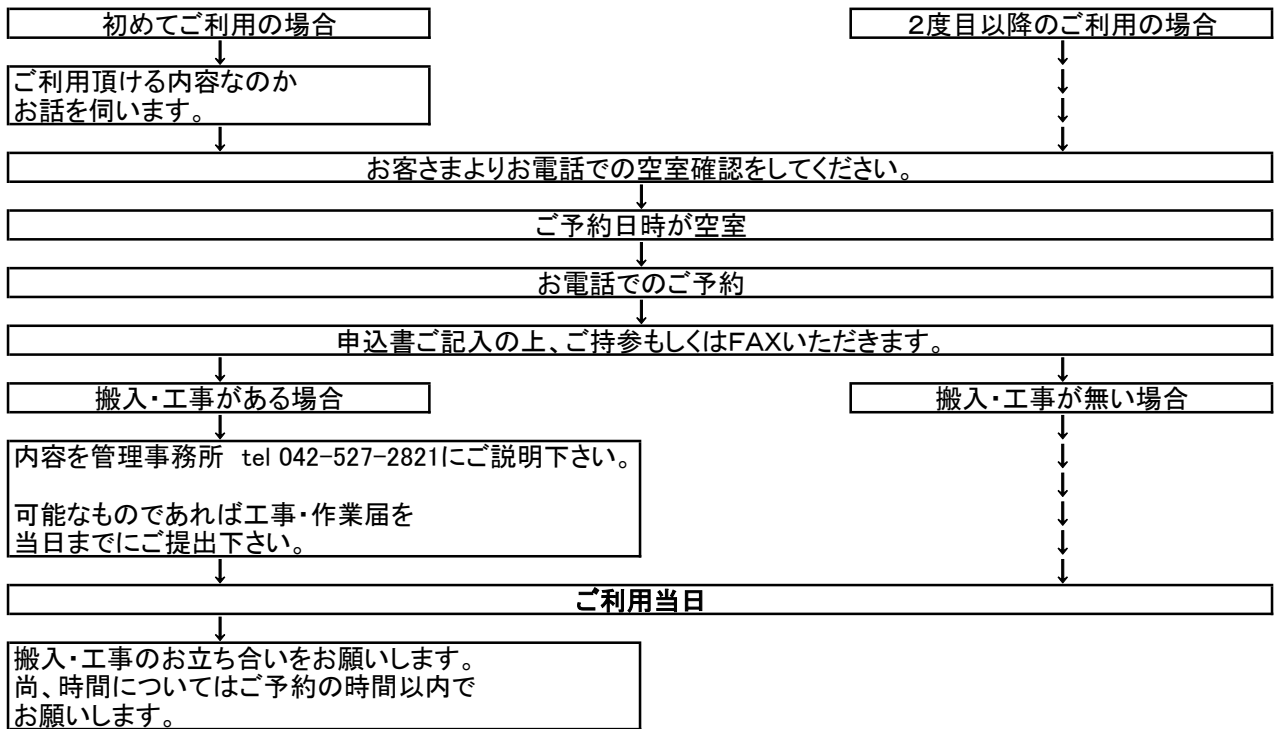 初めてご利用の場合
2度目以降のご利用の場合
ご利用頂ける内容なのか
お話を伺います。
お客さまよりお電話での空室確認をしてください。
ご予約日時が空室
お電話でのご予約
申込書ご記入の上、ご持参もしくはFAXいただきます。
搬入・工事がある場合
搬入・工事が無い場合
内容を管理事務所 tel 042-527-2821にご説明下さい。
可能なものであれば工事・作業届を
当日までにご提出下さい。
ご利用当日
搬入・工事のお立ち合いをお願いします。
尚、時間についてはご予約の時間以内で
お願いします。